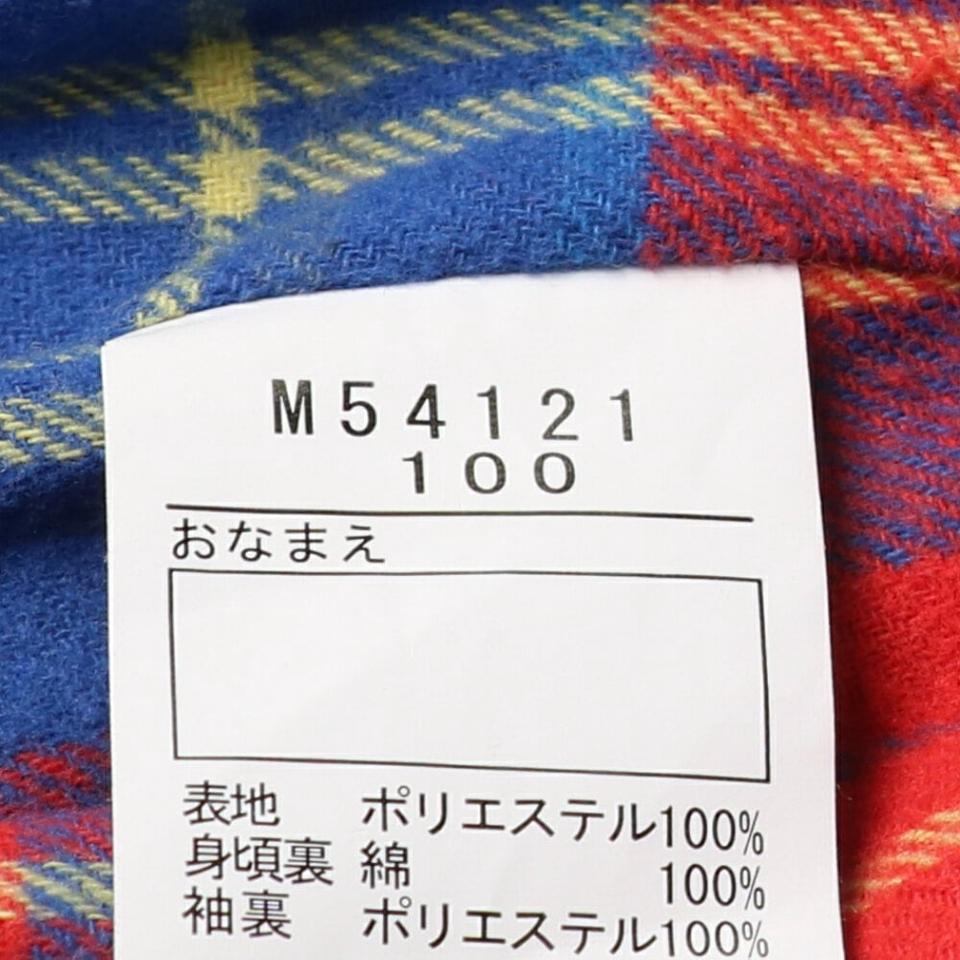 M54121
100
おなまえ
表地 ポリエステル100%
身頃裏 綿 100%
袖裏 ポリエステル100%